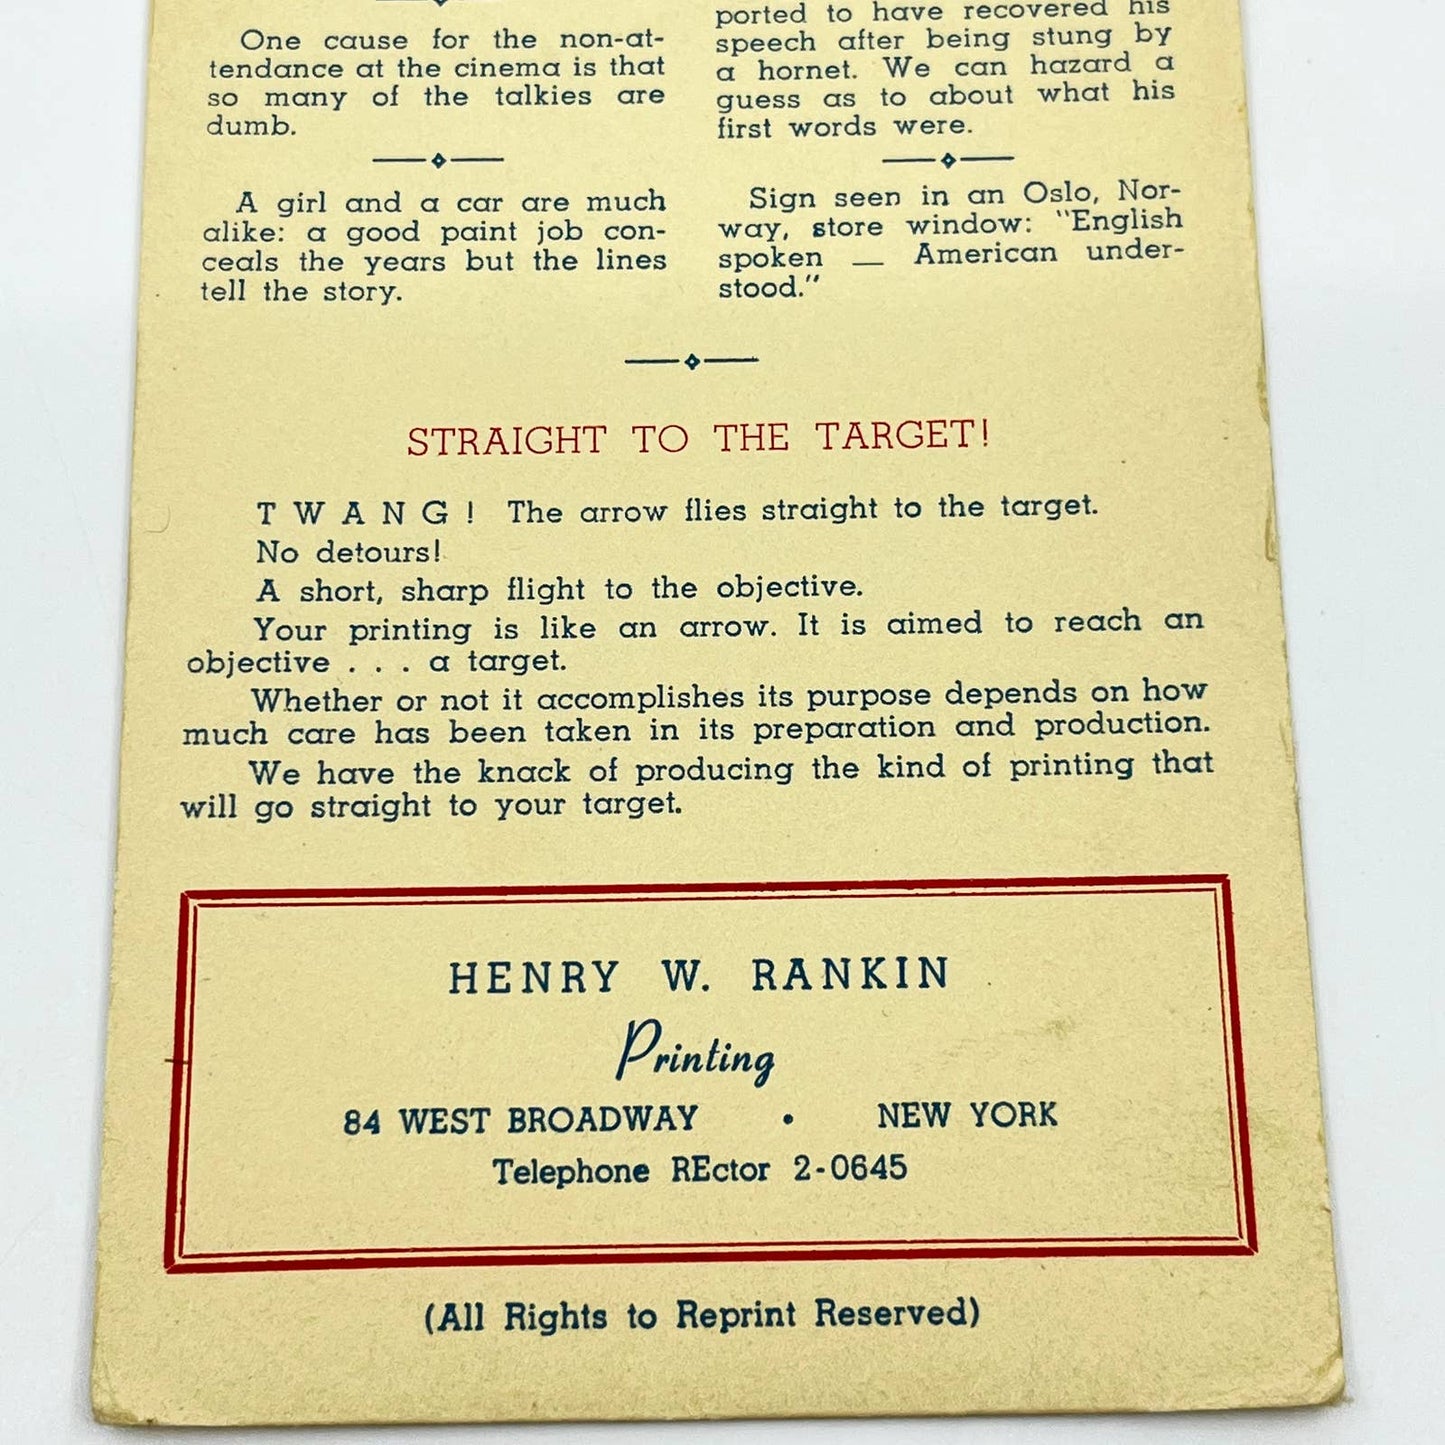 One cause for the non-at-
tendance at the cinema is that
so many of the talkies are
dumb.
A girl and a car are much
alike: a good paint job con-
ceals the years but the lines
tell the story.
ported to have recovered his
speech after being stung by
a hornet. We can hazard a
guess as to about what his
first words were.
Sign seen in an Oslo, Nor-
way, store window: "English
spoken — American under-
stood."
STRAIGHT TO THE TARGET!
T W A N G ! The arrow flies straight to the target.
No detours!
A short, sharp flight to the objective.
Your printing is like an arrow. It is aimed to reach an
objective . . . a target.
Whether or not it accomplishes its purpose depends on how
much care has been taken in its preparation and production.
We have the knack of producing the kind of printing that
will go straight to your target.
HENRY W. RANKIN
Printing
84 WEST BROADWAY • NEW YORK
Telephone REctor 2-0645
(All Rights to Reprint Reserved)